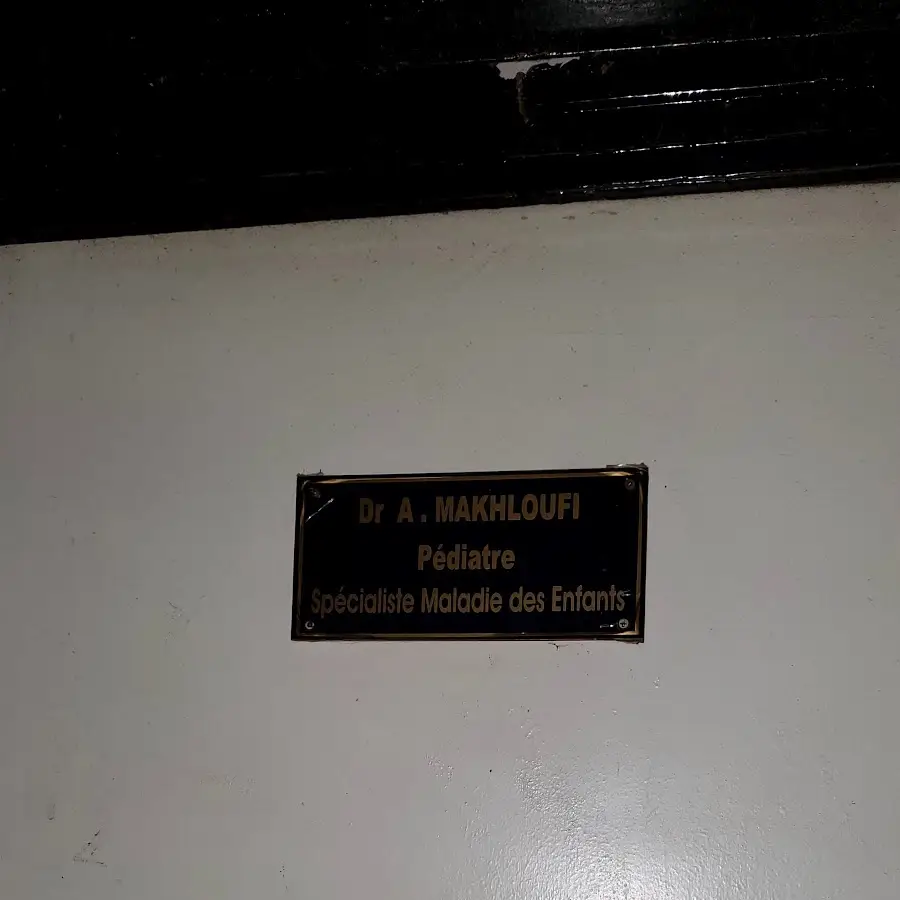 Dr A. MAKHLOUFI
Pédiatre
Spécialiste Maladie des Enfants